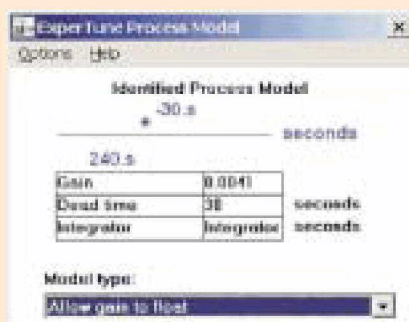 ExperTune Process Model
Options Help
Identified Process Model
e -30.s
seconds
240.s
Gain 0.0041
Dead time 30 seconds
Integrator Integrator seconds
Model type:
Allow gain to float